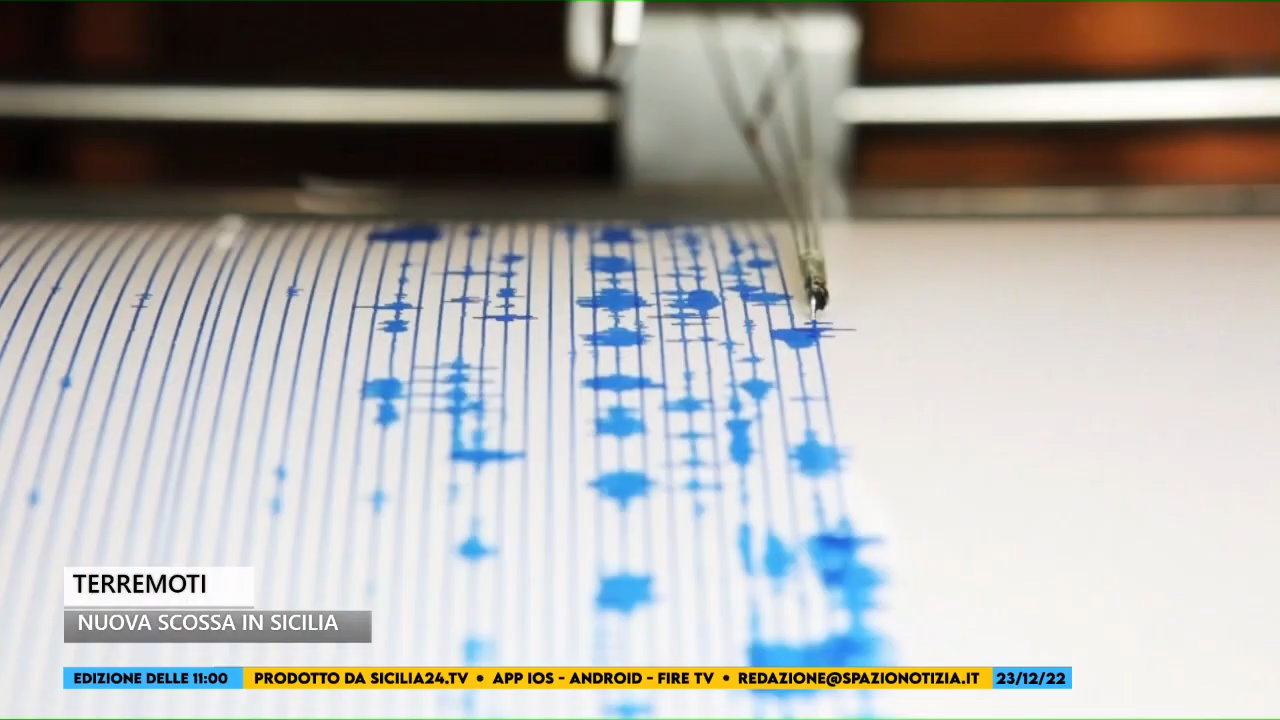 TERREMOTI
NUOVA SCOSSA IN SICILIA
EDIZIONE DELLE 11:00 PRODOTTO DA SICILIA24.TV • APP IOS - ANDROID - FIRE TV • REDAZIONE@SPAZIONOTIZIA.IT 23/12/22